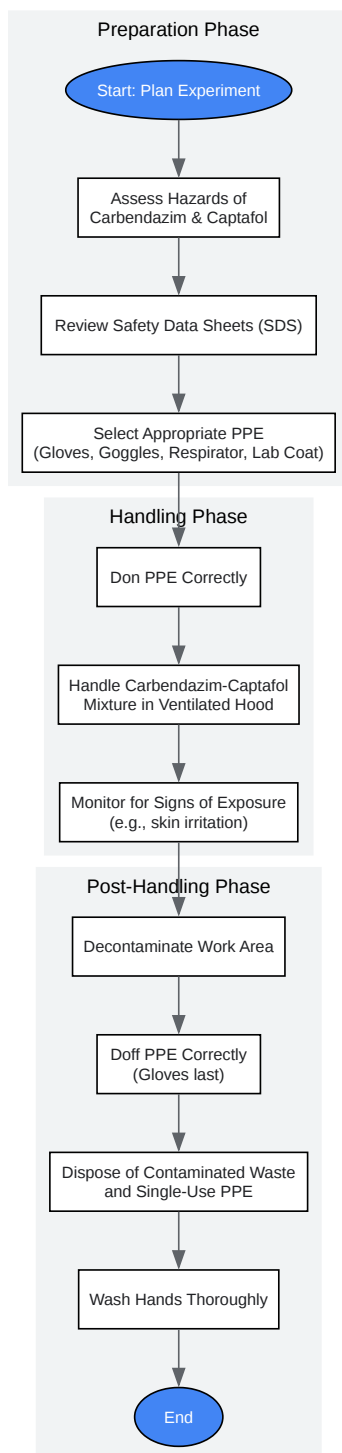 Preparation Phase
Start: Plan Experiment
Assess Hazards of
Carbendazim & Captafol
Review Safety Data Sheets (SDS)
Select Appropriate PPE
(Gloves, Goggles, Respirator, Lab Coat)
Handling Phase
Don PPE Correctly
Handle Carbendazim-Captafol
Mixture in Ventilated Hood
Monitor for Signs of Exposure
(e.g., skin irritation)
Post-Handling Phase
Decontaminate Work Area
Doff PPE Correctly
(Gloves last)
Dispose of Contaminated Waste
and Single-Use PPE
Wash Hands Thoroughly
End